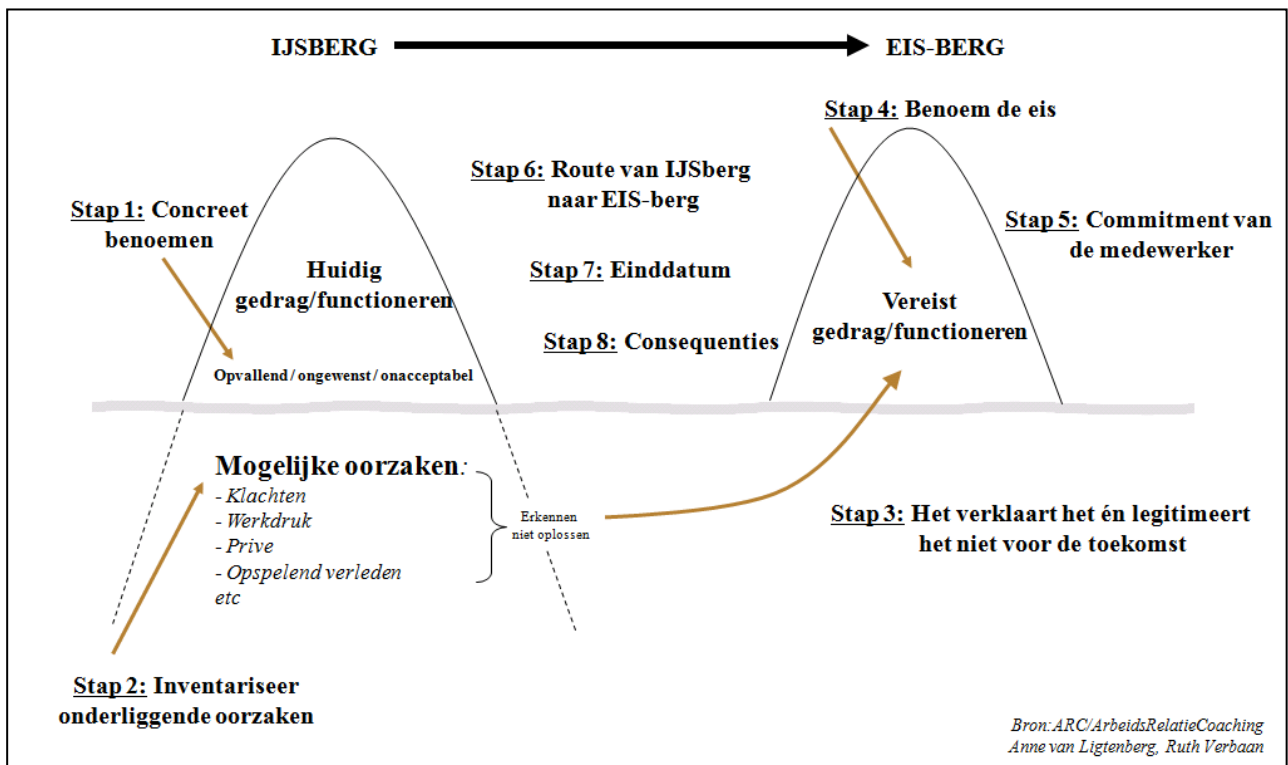 IJSBERG
EIS-BERG
Stap 4: Benoem de eis
Stap 6: Route van IJSberg
naar EIS-berg
Stap 1: Concreet
benoemen
Stap 5: Commitment van
de medewerker
Huidig
gedrag/functioneren
Stap 7: Einddatum
Vereist
gedrag/functioneren
Stap 8: Consequenties
Opvallend / ongewenst / onacceptabel
Mogelijke oorzaken:
- Klachten
- Werkdruk
- Prive
- Opspelend verleden
etc
Erkennen
niet oplossen
Stap 3: Het verklaart het én legitimeert
het niet voor de toekomst
Stap 2: Inventariseer
onderliggende oorzaken
Bron: ARC/ArbeidsRelatieCoaching
Anne van Ligtenberg, Ruth Verbaan